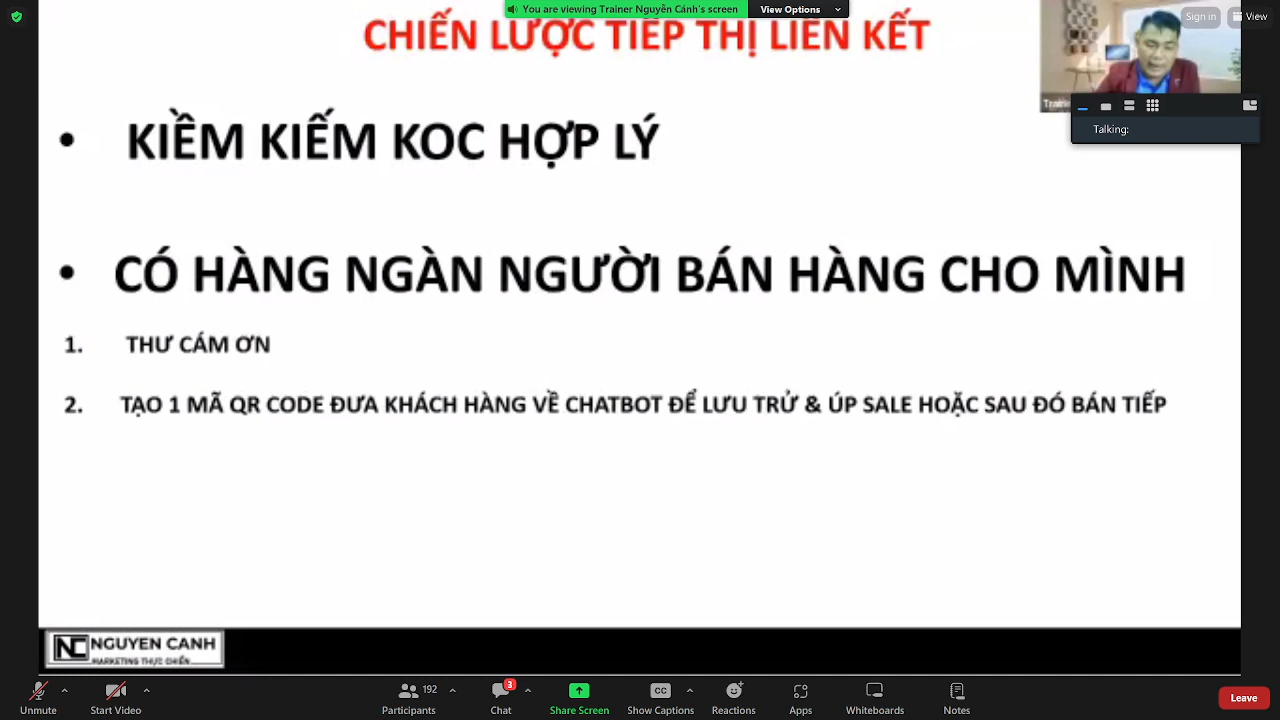 You are viewing Trainer Nguyễn Cảnh's screen
View Options
Sign in
View
CHIẾN LƯỢC TIẾP THỊ LIÊN KẾT
Talking:
• KIỀM KIẾM KOC HỢP LÝ
• CÓ HÀNG NGÀN NGƯỜI BÁN HÀNG CHO MÌNH
1. THƯ CÁM ƠN
2. TẠO 1 MÃ QR CODE ĐƯA KHÁCH HÀNG VỀ CHATBOT ĐỂ LƯU TRỬ & ÚP SALE HOẶC SAU ĐÓ BÁN TIẾP
NC NGUYEN CANH
MARKETING THỰC CHIẾN
192
3
CC
Unmute
Start Video
Participants
Chat
Share Screen
Show Captions
Reactions
Apps
Whiteboards
Notes
Leave